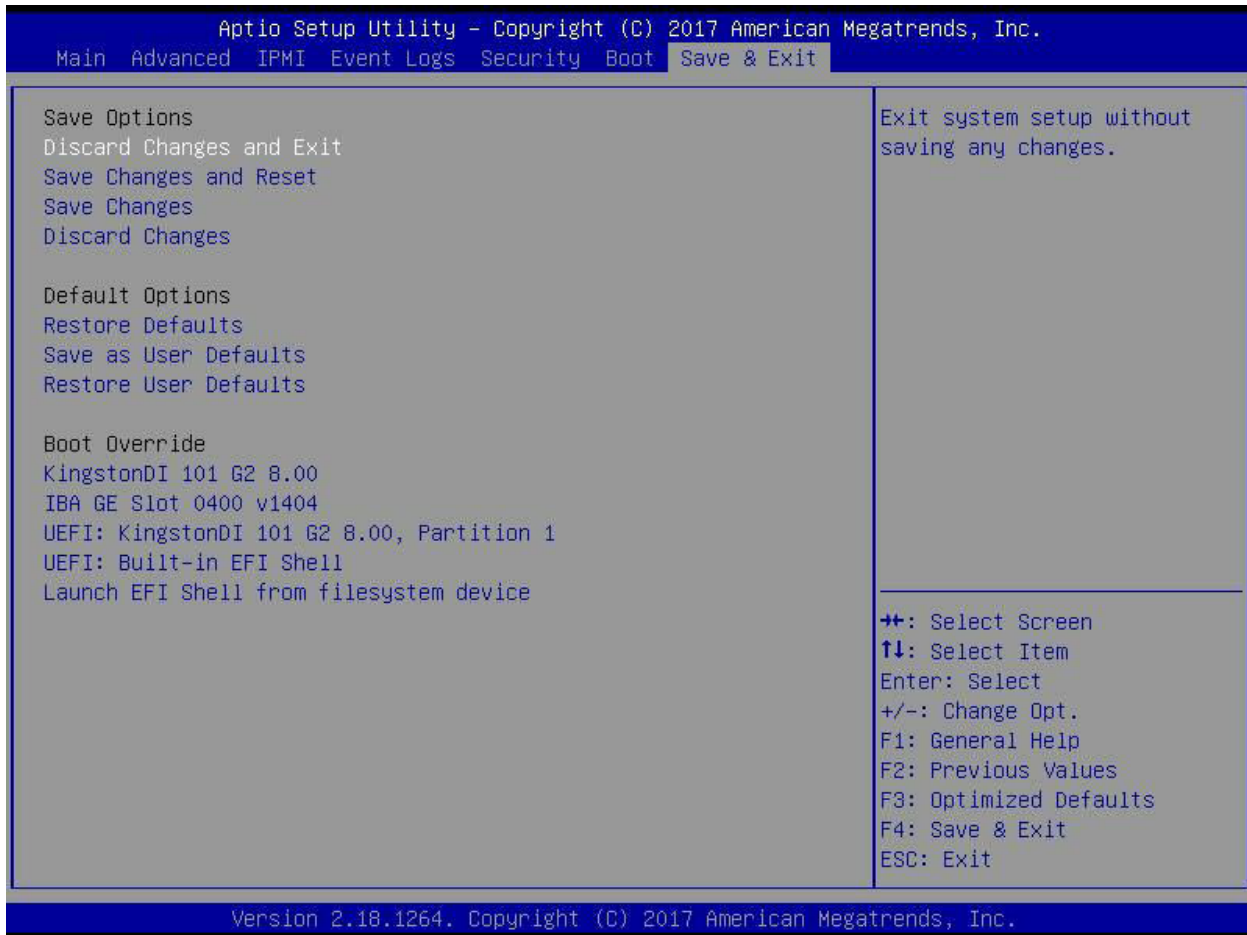 Aptio Setup Utility – Copyright (C) 2017 American Megatrends, Inc.
Main Advanced IPMI Event Logs Security Boot Save & Exit
Save Options
Discard Changes and Exit
Save Changes and Reset
Save Changes
Discard Changes
Default Options
Restore Defaults
Save as User Defaults
Restore User Defaults
Boot Override
KingstonDI 101 G2 8.00
IBA GE Slot 0400 v1404
UEFI: KingstonDI 101 G2 8.00, Partition 1
UEFI: Built-in EFI Shell
Launch EFI Shell from filesystem device
Exit system setup without
saving any changes.
→←: Select Screen
↑↓: Select Item
Enter: Select
+/-: Change Opt.
F1: General Help
F2: Previous Values
F3: Optimized Defaults
F4: Save & Exit
ESC: Exit
Version 2.18.1264. Copyright (C) 2017 American Megatrends, Inc.